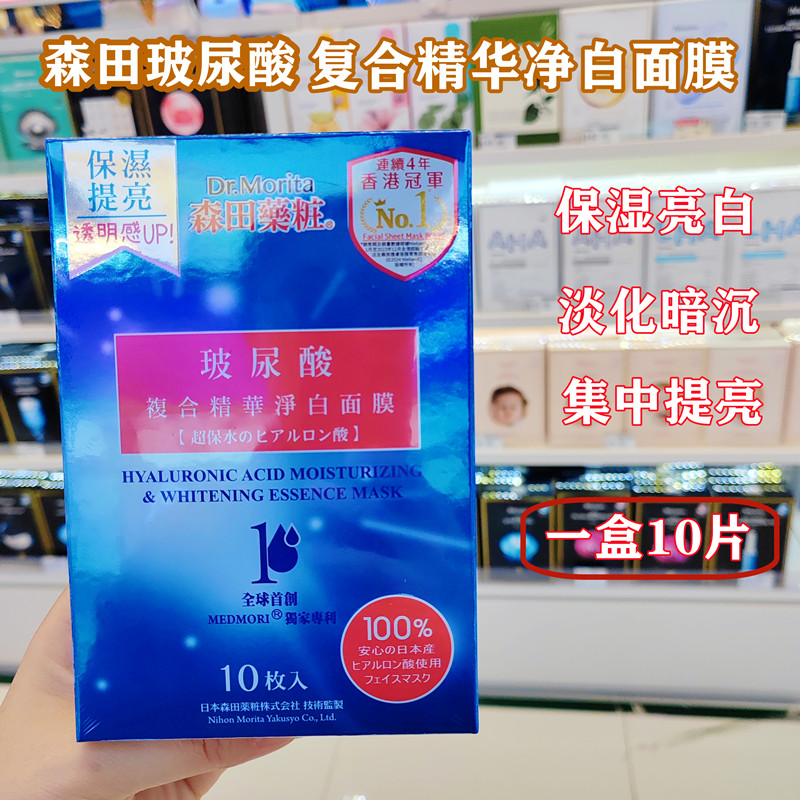 森田玻尿酸 复合精华净白面膜
保濕
提亮
透明感UP!
Dr.Morita
森田藥粧®
連續4年
香港冠軍
No.1
Facial Sheet Mask
保湿亮白
淡化暗沉
集中提亮
一盒10片
玻尿酸
複合精華淨白面膜
【超保水のヒアルロン酸】
HYALURONIC ACID MOISTURIZING
& WHITENING ESSENCE MASK
1
全球首創
MEDMORI®獨家專利
100%
安心の日本産
ヒアルロン酸使用
フェイスマスク
10枚入
日本森田薬粧株式会社 技術監製
Nihon Morita Yakusyo Co., Ltd.
AHA